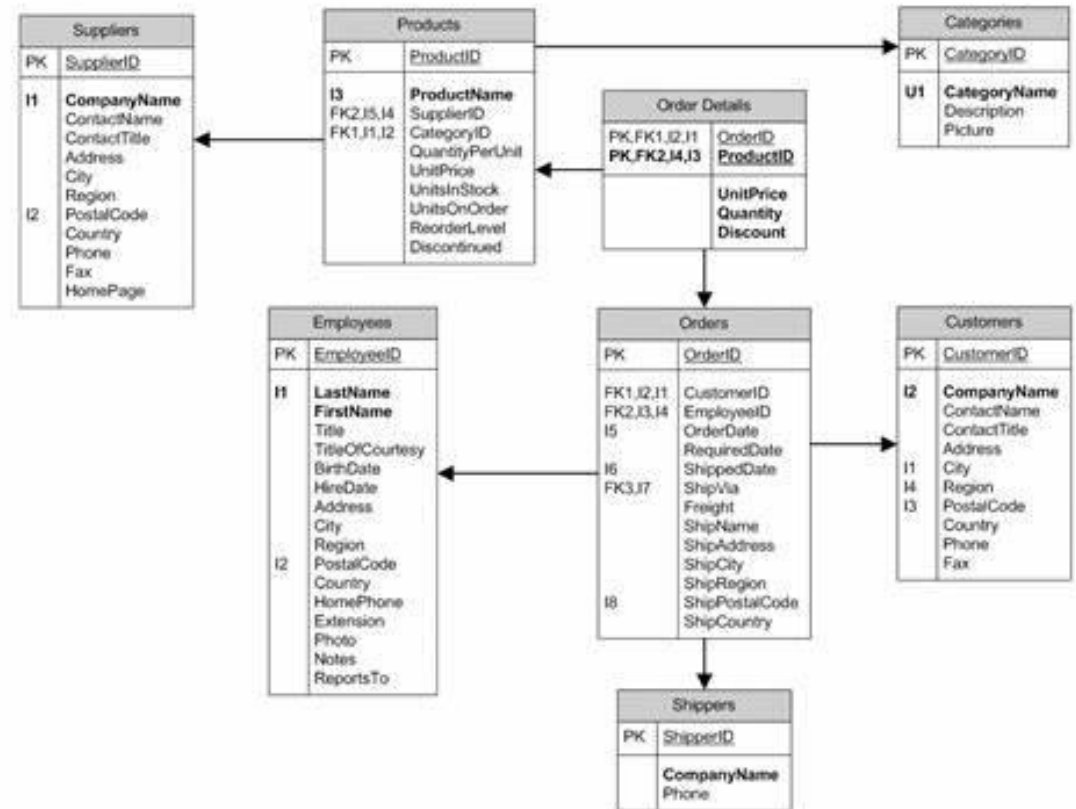 Suppliers
PK SupplierID
I1 CompanyName
ContactName
ContactTitle
Address
City
Region
I2 PostalCode
Country
Phone
Fax
HomePage
Products
PK ProductID
I3 ProductName
FK2,I5,I4 SupplierID
FK1,I1,I2 CategoryID
QuantityPerUnit
UnitPrice
UnitsInStock
UnitsOnOrder
ReorderLevel
Discontinued
Categories
PK CategoryID
U1 CategoryName
Description
Picture
Order Details
PK,FK1,I2,I1 OrderID
PK,FK2,I4,I3 ProductID
UnitPrice
Quantity
Discount
Employees
PK EmployeeID
I1 LastName
FirstName
Title
TitleOfCourtesy
BirthDate
HireDate
Address
City
Region
I2 PostalCode
Country
HomePhone
Extension
Photo
Notes
ReportsTo
Orders
PK OrderID
FK1,I2,I1 CustomerID
FK2,I3,I4 EmployeeID
I5 OrderDate
RequiredDate
I6 ShippedDate
FK3,I7 ShipVia
Freight
ShipName
ShipAddress
ShipCity
ShipRegion
I8 ShipPostalCode
ShipCountry
Customers
PK CustomerID
I2 CompanyName
ContactName
ContactTitle
Address
I1 City
I4 Region
I3 PostalCode
Country
Phone
Fax
Shippers
PK ShipperID
CompanyName
Phone